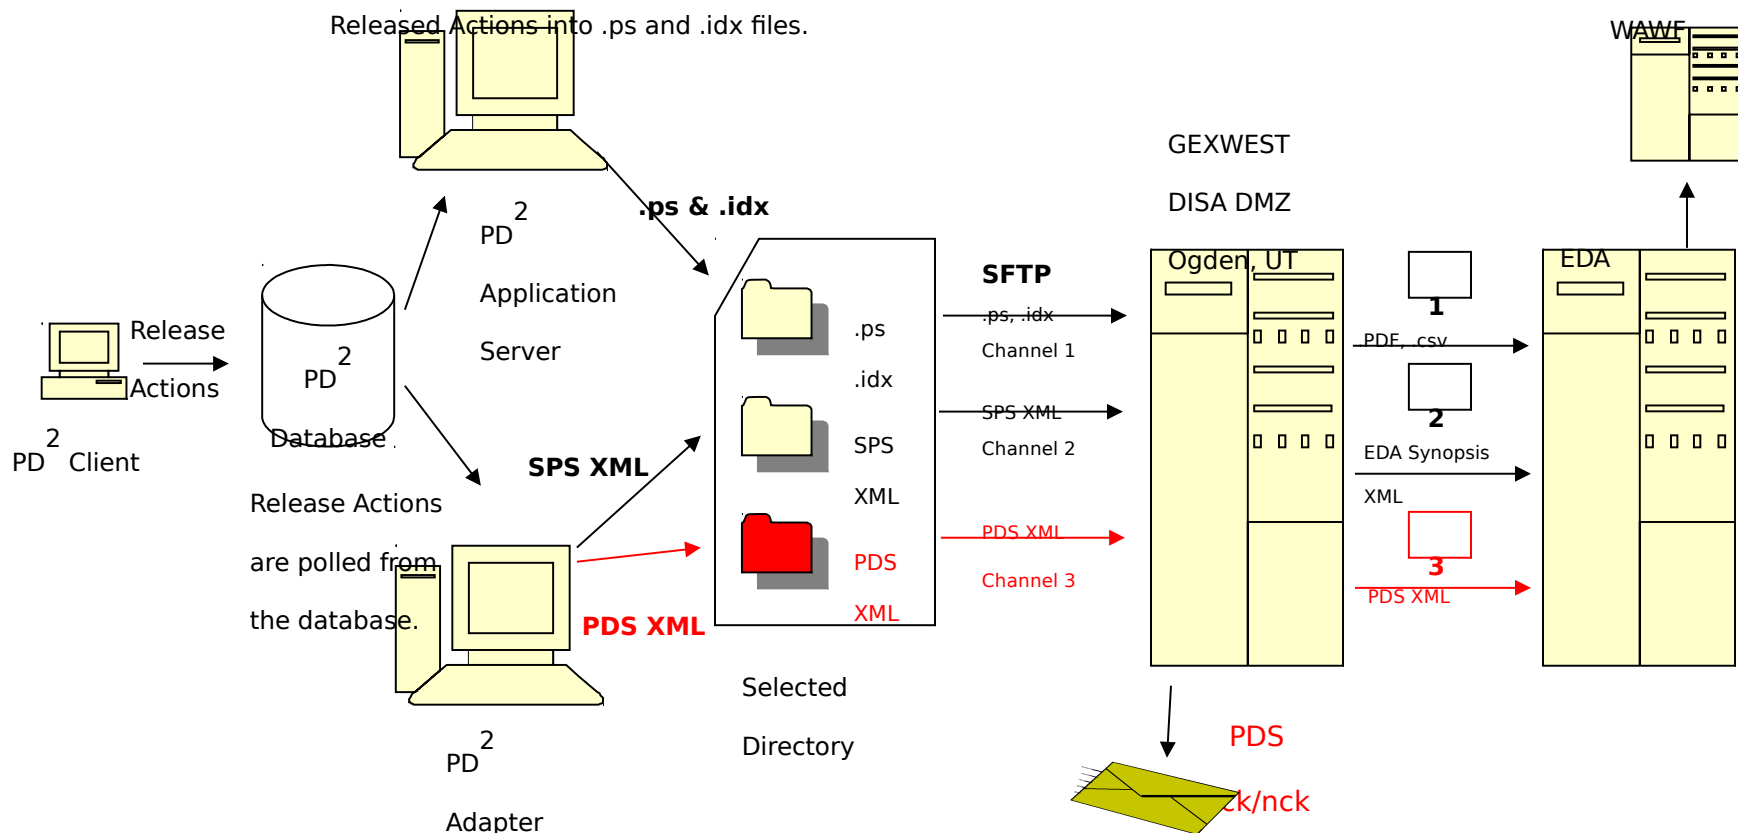 Released Actions into .ps and .idx files.
WAWF
GEXWEST
DISA DMZ
Ogden, UT
EDA
.ps & .idx
PD2
Application
Server
Release
Actions
PD2 Client
PD2
Database
Release Actions
are polled from
the database.
SPS XML
PDS XML
PD2
Adapter
.ps
.idx
SPS
XML
PDS
XML
Selected
Directory
SFTP
.ps, .idx
Channel 1
SPS XML
Channel 2
PDS XML
Channel 3
1
.PDF, .csv
2
EDA Synopsis
XML
3
PDS XML
PDS
ck/nck